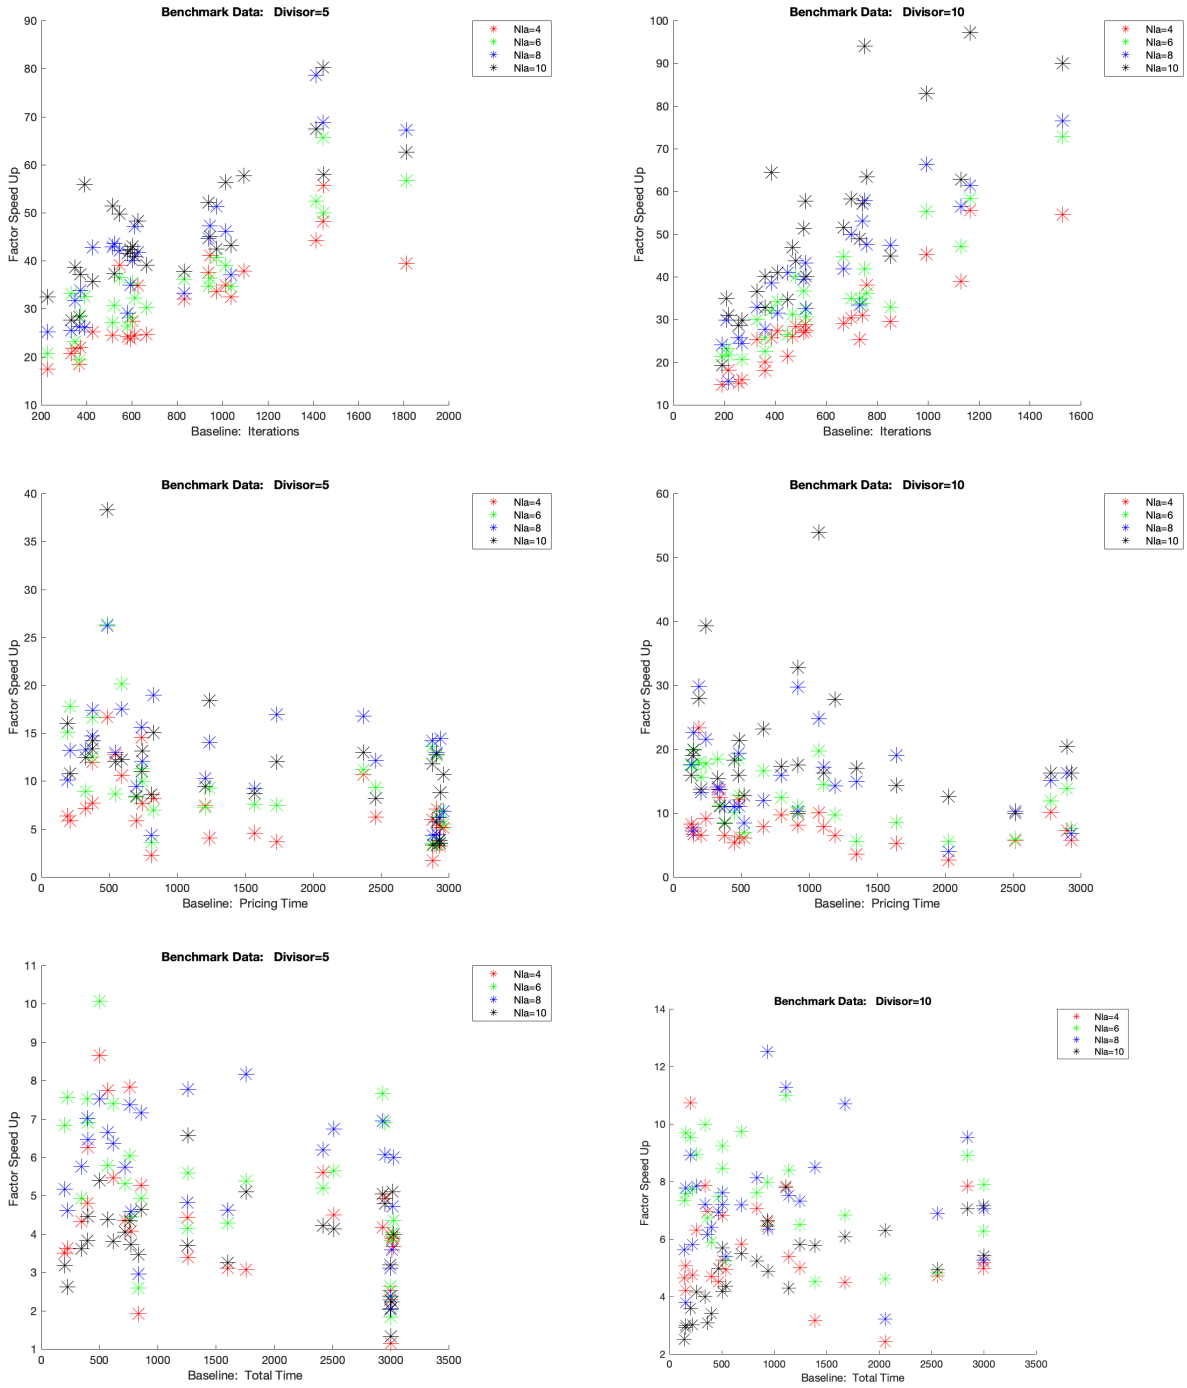 Benchmark Data: Divisor=5
90
80
70
60
50
40
30
20
10
Factor Speed Up
200 400 600 800 1000 1200 1400 1600 1800 2000
Baseline: Iterations
Nla=4
Nla=6
Nla=8
Nla=10
Benchmark Data: Divisor=10
100
90
80
70
60
50
40
30
20
10
Factor Speed Up
0 200 400 600 800 1000 1200 1400 1600
Baseline: Iterations
Nla=4
Nla=6
Nla=8
Nla=10
Benchmark Data: Divisor=5
40
35
30
25
20
15
10
5
0
Factor Speed Up
0 500 1000 1500 2000 2500 3000
Baseline: Pricing Time
Nla=4
Nla=6
Nla=8
Nla=10
Benchmark Data: Divisor=10
60
50
40
30
20
10
0
Factor Speed Up
0 500 1000 1500 2000 2500 3000
Baseline: Pricing Time
Nla=4
Nla=6
Nla=8
Nla=10
Benchmark Data: Divisor=5
11
10
9
8
7
6
5
4
3
2
1
Factor Speed Up
0 500 1000 1500 2000 2500 3000 3500
Baseline: Total Time
Nla=4
Nla=6
Nla=8
Nla=10
Benchmark Data: Divisor=10
14
12
10
8
6
4
2
Factor Speed Up
0 500 1000 1500 2000 2500 3000 3500
Baseline: Total Time
Nla=4
Nla=6
Nla=8
Nla=10